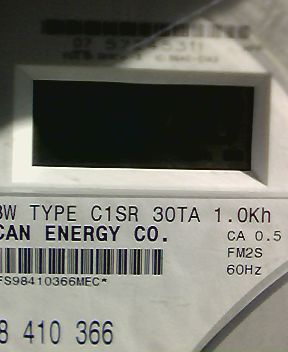 3W TYPE C1SR 30TA 1.0Kh
CAN ENERGY CO. CA 0.5
FM2S
60Hz
FS98410366MEC*
8 410 366